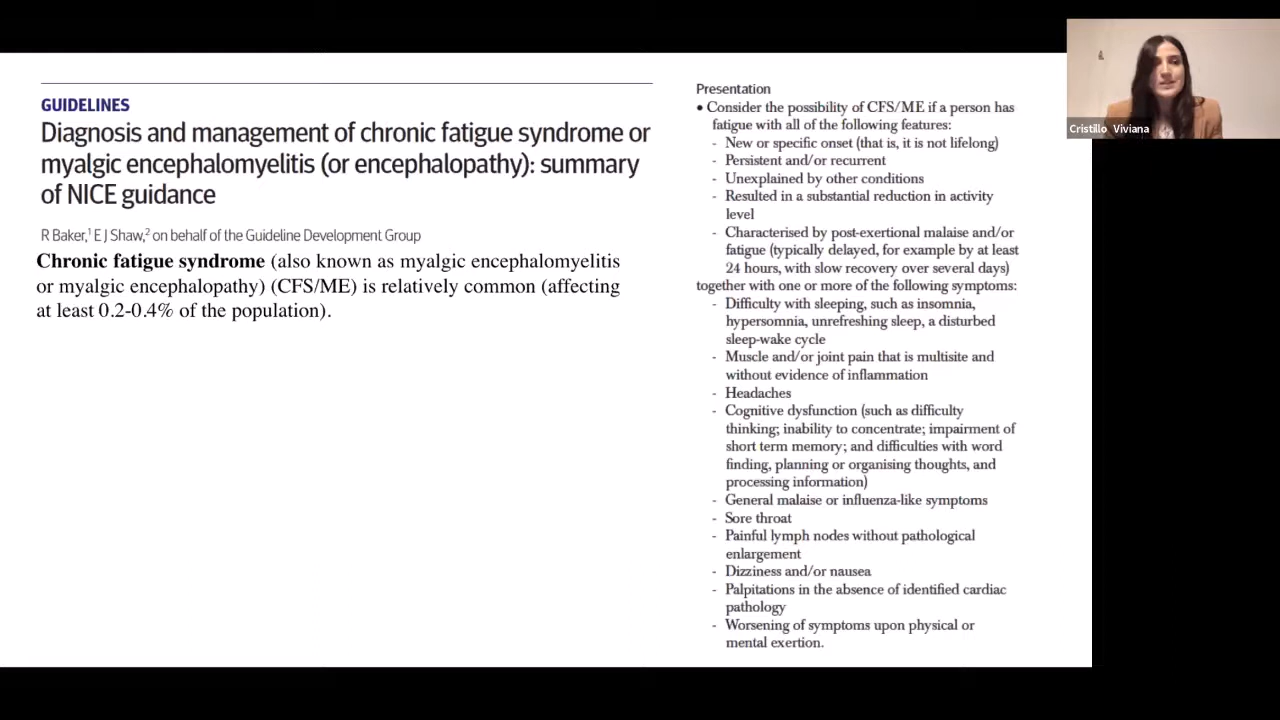 GUIDELINES
Diagnosis and management of chronic fatigue syndrome or
myalgic encephalomyelitis (or encephalopathy): summary
of NICE guidance
R Baker,¹ E J Shaw,² on behalf of the Guideline Development Group
Chronic fatigue syndrome (also known as myalgic encephalomyelitis
or myalgic encephalopathy) (CFS/ME) is relatively common (affecting
at least 0.2-0.4% of the population).
Presentation
• Consider the possibility of CFS/ME if a person has
fatigue with all of the following features:
- New or specific onset (that is, it is not lifelong)
- Persistent and/or recurrent
- Unexplained by other conditions
- Resulted in a substantial reduction in activity
level
- Characterised by post-exertional malaise and/or
fatigue (typically delayed, for example by at least
24 hours, with slow recovery over several days)
together with one or more of the following symptoms:
- Difficulty with sleeping, such as insomnia,
hypersomnia, unrefreshing sleep, a disturbed
sleep-wake cycle
- Muscle and/or joint pain that is multisite and
without evidence of inflammation
- Headaches
- Cognitive dysfunction (such as difficulty
thinking; inability to concentrate; impairment of
short term memory; and difficulties with word
finding, planning or organising thoughts, and
processing information)
- General malaise or influenza-like symptoms
- Sore throat
- Painful lymph nodes without pathological
enlargement
- Dizziness and/or nausea
- Palpitations in the absence of identified cardiac
pathology
- Worsening of symptoms upon physical or
mental exertion.
Cristillo Viviana